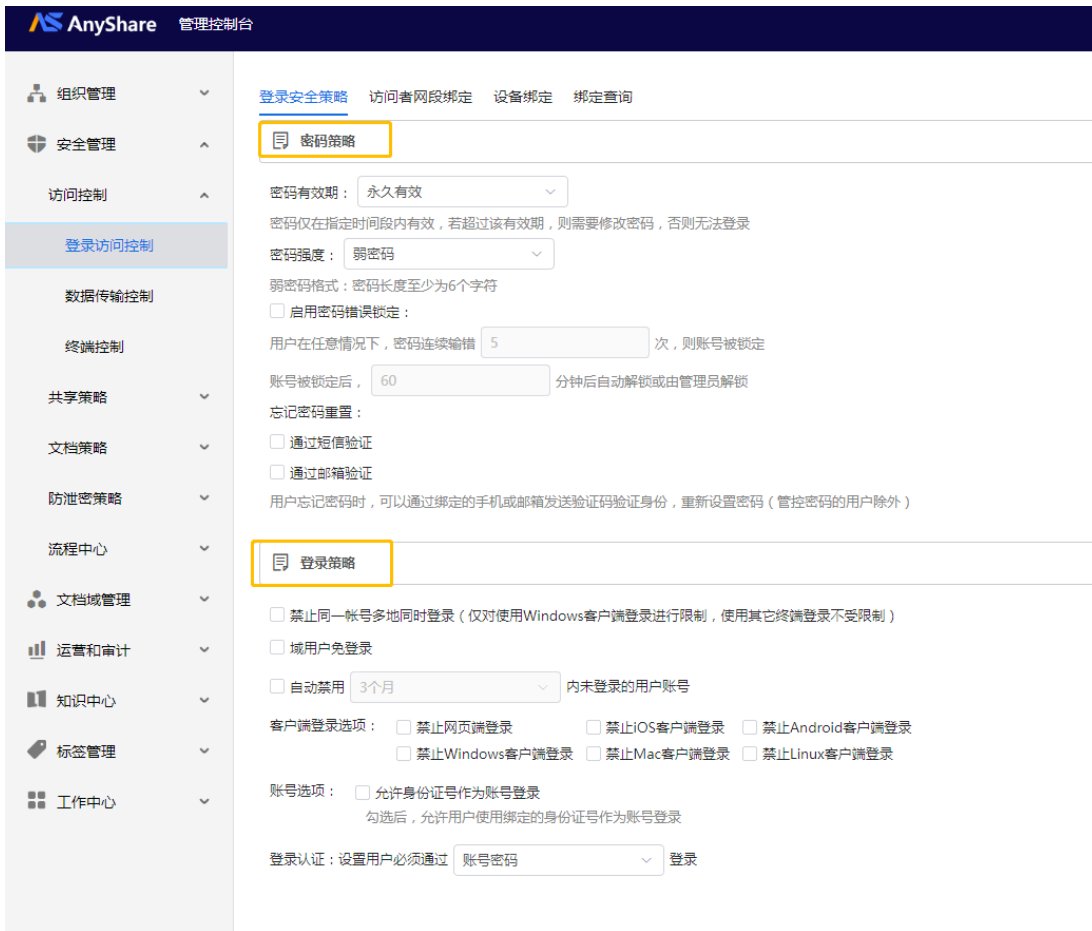 AnyShare 管理控制台
组织管理
安全管理
访问控制
登录访问控制
数据传输控制
终端控制
共享策略
文档策略
防泄密策略
流程中心
文档域管理
运营和审计
知识中心
标签管理
工作中心
登录安全策略 访问者网段绑定 设备绑定 绑定查询
密码策略
密码有效期： 永久有效
密码仅在指定时间段内有效，若超过该有效期，则需要修改密码，否则无法登录
密码强度： 弱密码
弱密码格式：密码长度至少为6个字符
启用密码错误锁定：
用户在任意情况下，密码连续输错 5 次，则账号被锁定
账号被锁定后， 60 分钟后自动解锁或由管理员解锁
忘记密码重置：
通过短信验证
通过邮箱验证
用户忘记密码时，可以通过绑定的手机或邮箱发送验证码验证身份，重新设置密码（管控密码的用户除外）
登录策略
禁止同一帐号多地同时登录（仅对使用Windows客户端登录进行限制，使用其它终端登录不受限制）
域用户免登录
自动禁用 3个月 内未登录的用户账号
客户端登录选项： 禁止网页端登录 禁止iOS客户端登录 禁止Android客户端登录
禁止Windows客户端登录 禁止Mac客户端登录 禁止Linux客户端登录
账号选项： 允许身份证号作为账号登录
勾选后，允许用户使用绑定的身份证号作为账号登录
登录认证：设置用户必须通过 账号密码 登录